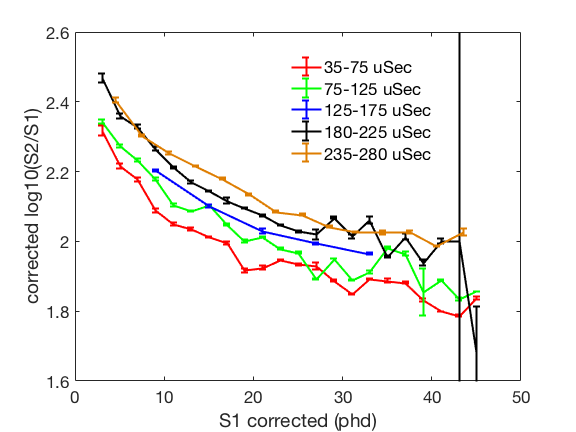 2.6
2.4
2.2
2
1.8
1.6
corrected log10(S2/S1)
35-75 uSec
75-125 uSec
125-175 uSec
180-225 uSec
235-280 uSec
0 10 20 30 40 50
S1 corrected (phd)